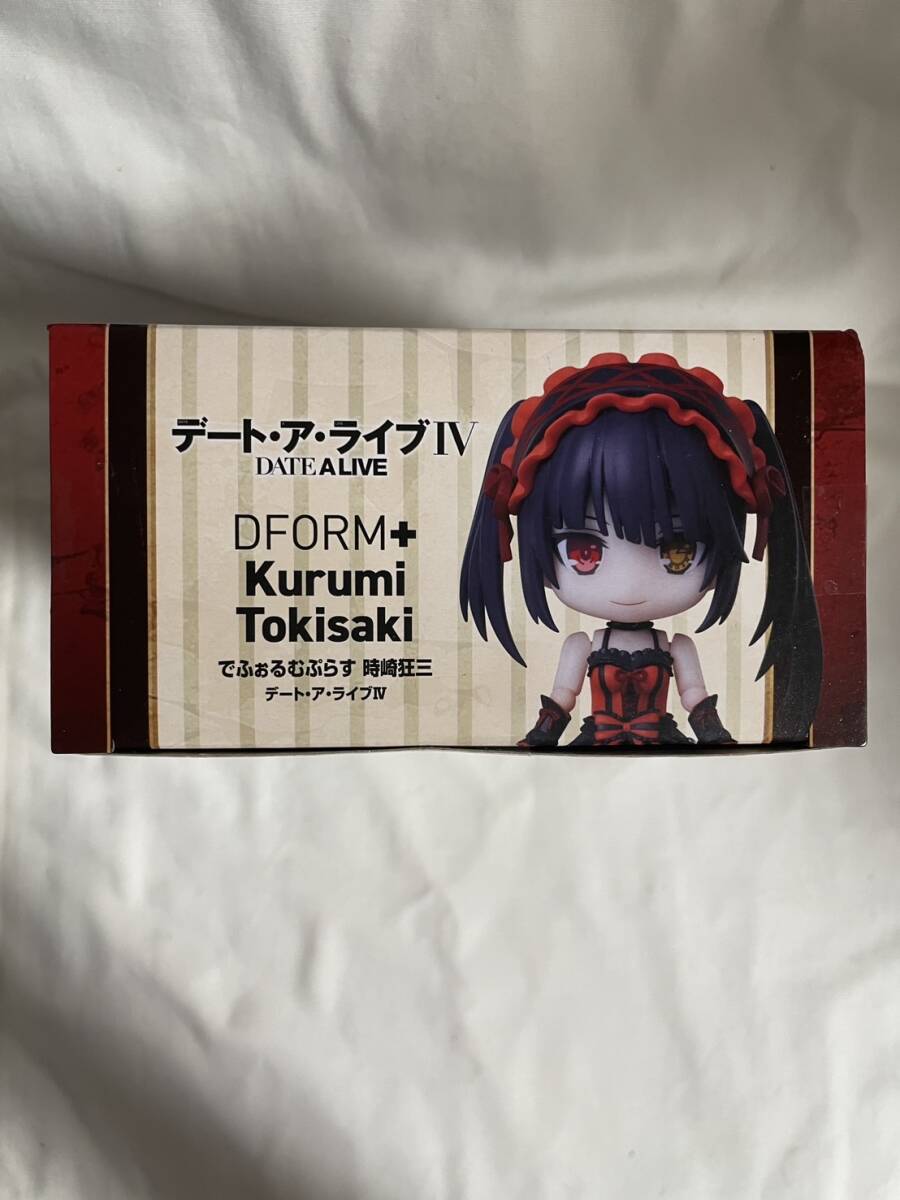 デート・ア・ライブIV
DATE A LIVE
DFORM+
Kurumi
Tokisaki
でふぉるむぷらす 時崎狂三
デート・ア・ライブIV